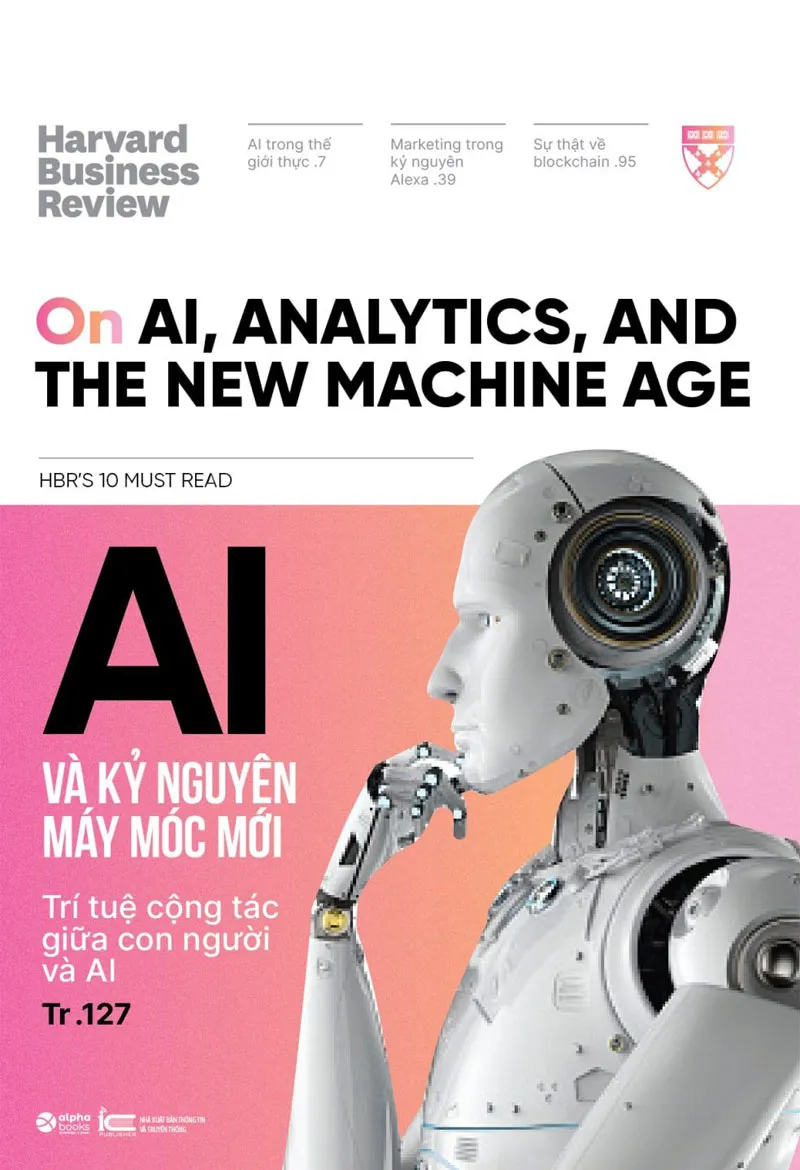 Harvard
Business
Review
AI trong thế
giới thực .7
Marketing trong
kỷ nguyên
Alexa .39
Sự thật về
blockchain .95
On AI, ANALYTICS, AND
THE NEW MACHINE AGE
HBR'S 10 MUST READ
AI
VÀ KỶ NGUYÊN
MÁY MÓC MỚI
Trí tuệ cộng tác
giữa con người
và AI
Tr .127
alpha
books
PUBLISHER
NHÀ XUẤT BẢN THÔNG TIN
VÀ TRUYỀN THÔNG